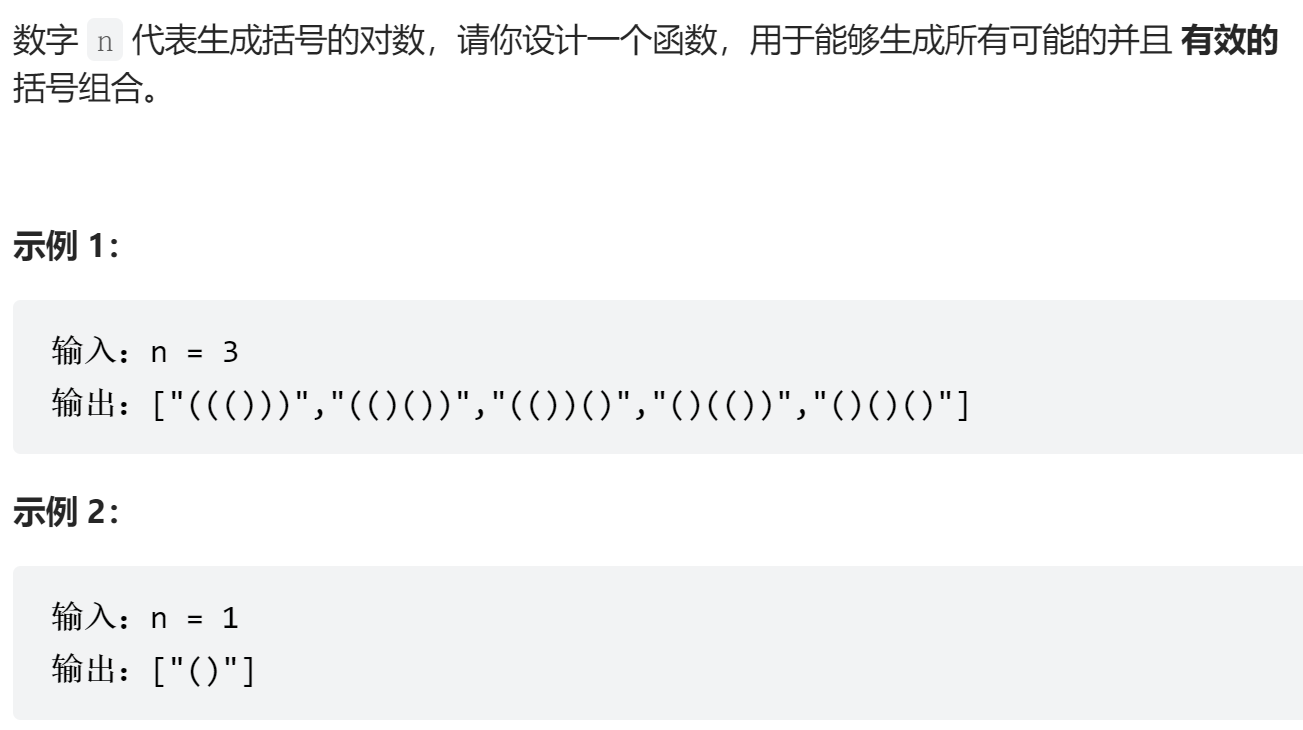 数字 n 代表生成括号的对数，请你设计一个函数，用于能够生成所有可能的并且 有效的
括号组合。
示例 1：
输入：n = 3
输出：["((()))","(()())","(())()","()(())","()()()"]
示例 2：
输入：n = 1
输出：["()"]